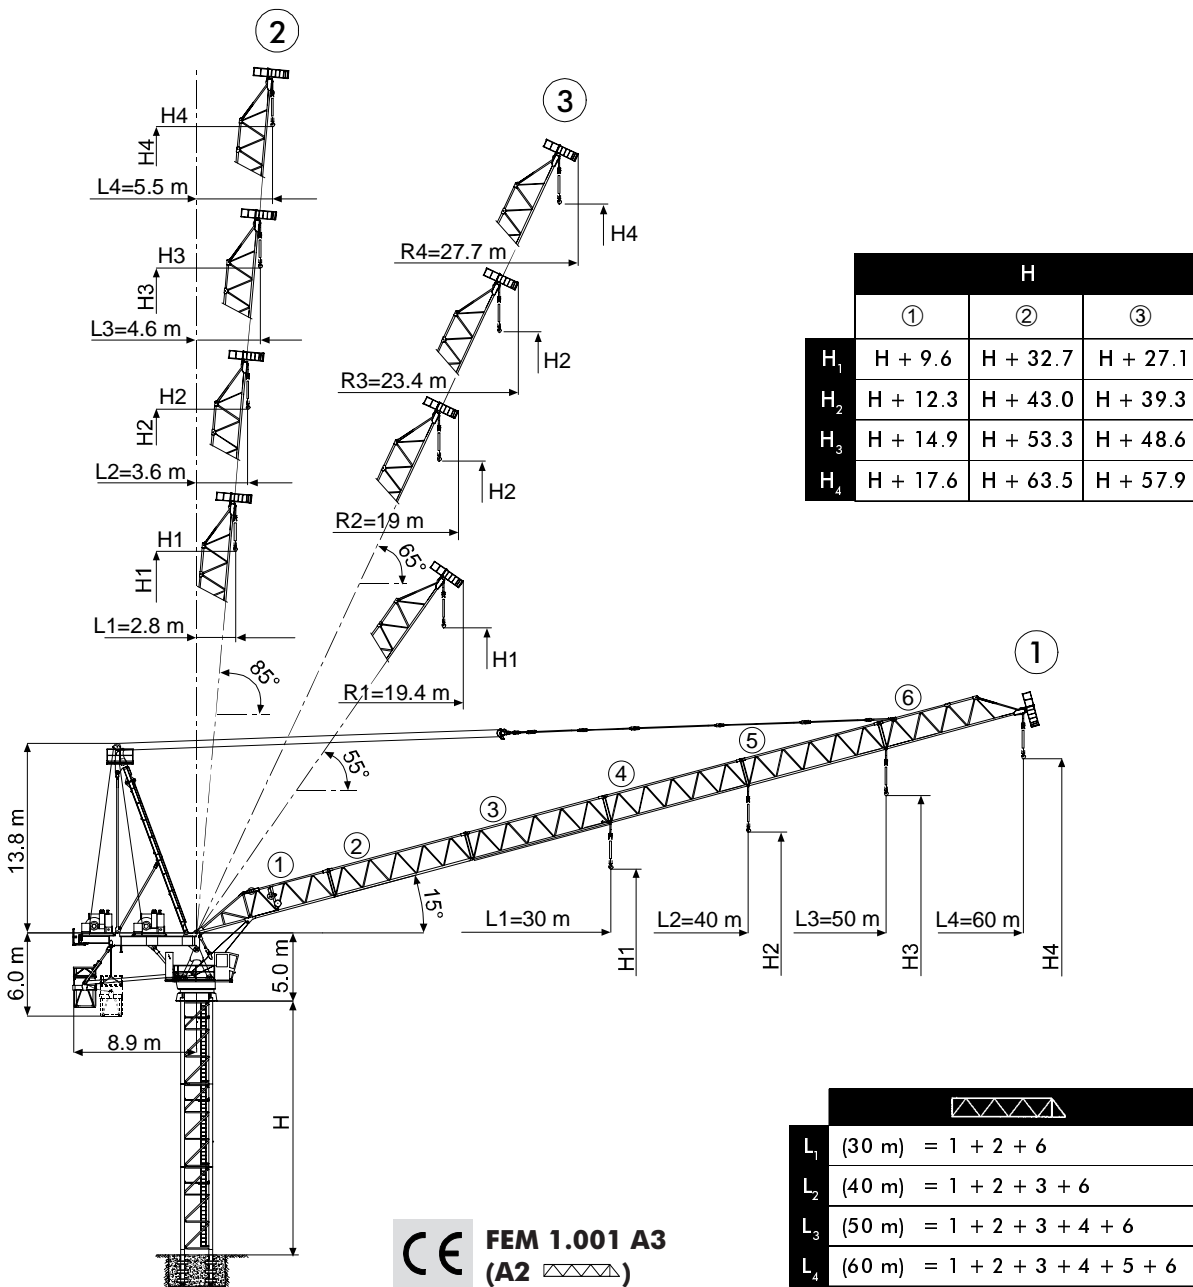 ②
③
H4
H4
L4=5.5 m
H4
R4=27.7 m
H3
H3
L3=4.6 m
H2
R3=23.4 m
H2
H2
L2=3.6 m
H2
R2=19 m
H1
H1
L1=2.8 m
65°
H1
R1=19.4 m
85°
55°
①
H
① ② ③
H₁ H + 9.6 H + 32.7 H + 27.1
H₂ H + 12.3 H + 43.0 H + 39.3
H₃ H + 14.9 H + 53.3 H + 48.6
H₄ H + 17.6 H + 63.5 H + 57.9
① ② ③ ④ ⑤ ⑥
15°
13.8 m
6.0 m
5.0 m
8.9 m
H
L1=30 m
L2=40 m
L3=50 m
L4=60 m
H1
H2
H3
H4
L₁ (30 m) = 1 + 2 + 6
L₂ (40 m) = 1 + 2 + 3 + 6
L₃ (50 m) = 1 + 2 + 3 + 4 + 6
L₄ (60 m) = 1 + 2 + 3 + 4 + 5 + 6
CE
FEM 1.001 A3
(A2 )